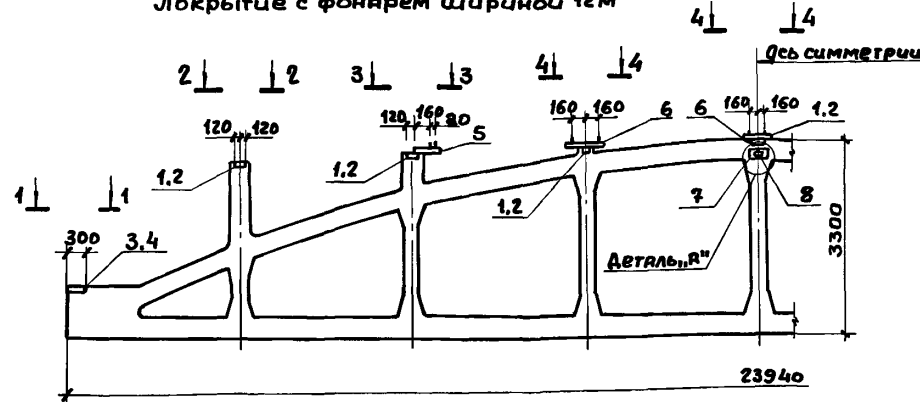 покрытие с фонарем шириной 12м
4 4
ось симметрии
2 2 3 3 4 4
120 120 120 160 80 160 160 6 6 160 160 1,2
5
1,2 1,2 1,2 7 8
1 1
300 3.4
Деталь „А"
3300
23940